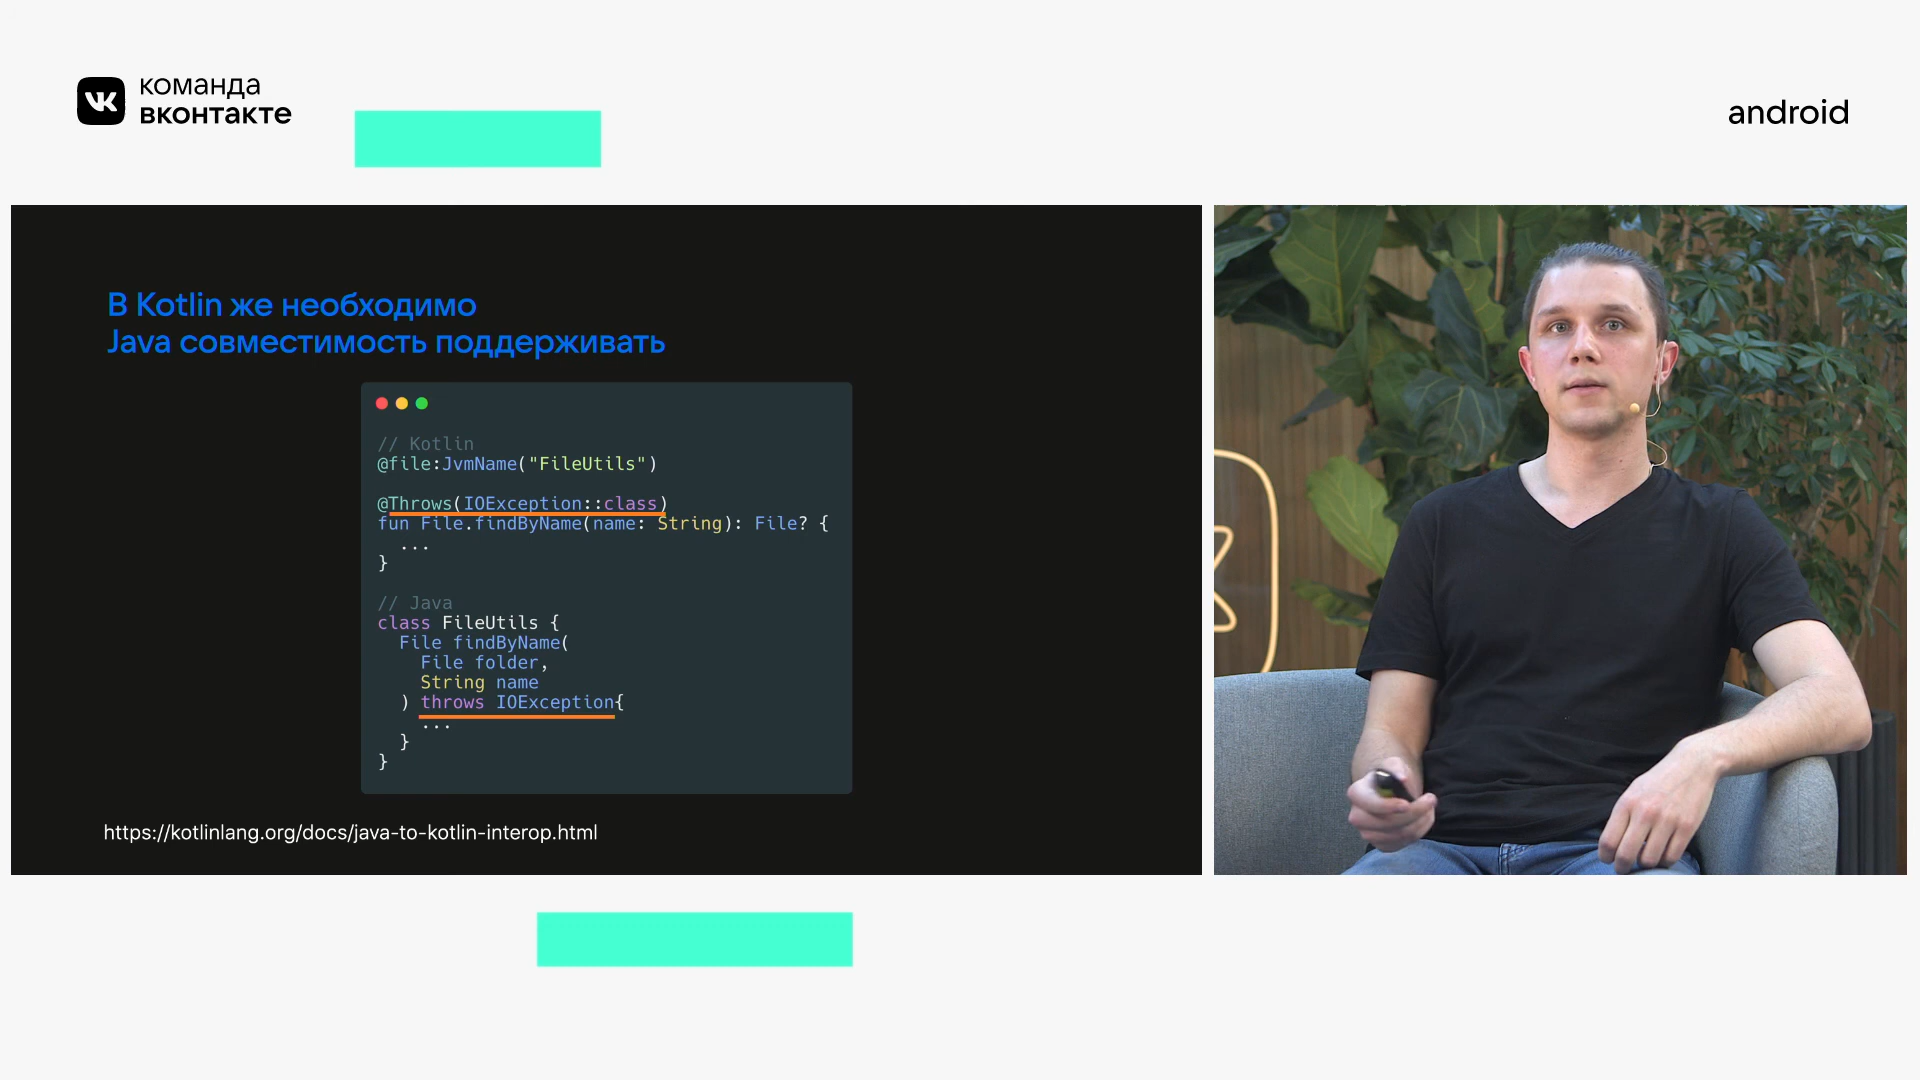 команда
вконтакте
android
В Kotlin же необходимо
Java совместимость поддерживать
// Kotlin
@file:JvmName("FileUtils")
@Throws(IOException::class)
fun File.findByName(name: String): File? {
...
}
// Java
class FileUtils {
File findByName(
File folder,
String name
) throws IOException{
...
}
}
https://kotlinlang.org/docs/java-to-kotlin-interop.html